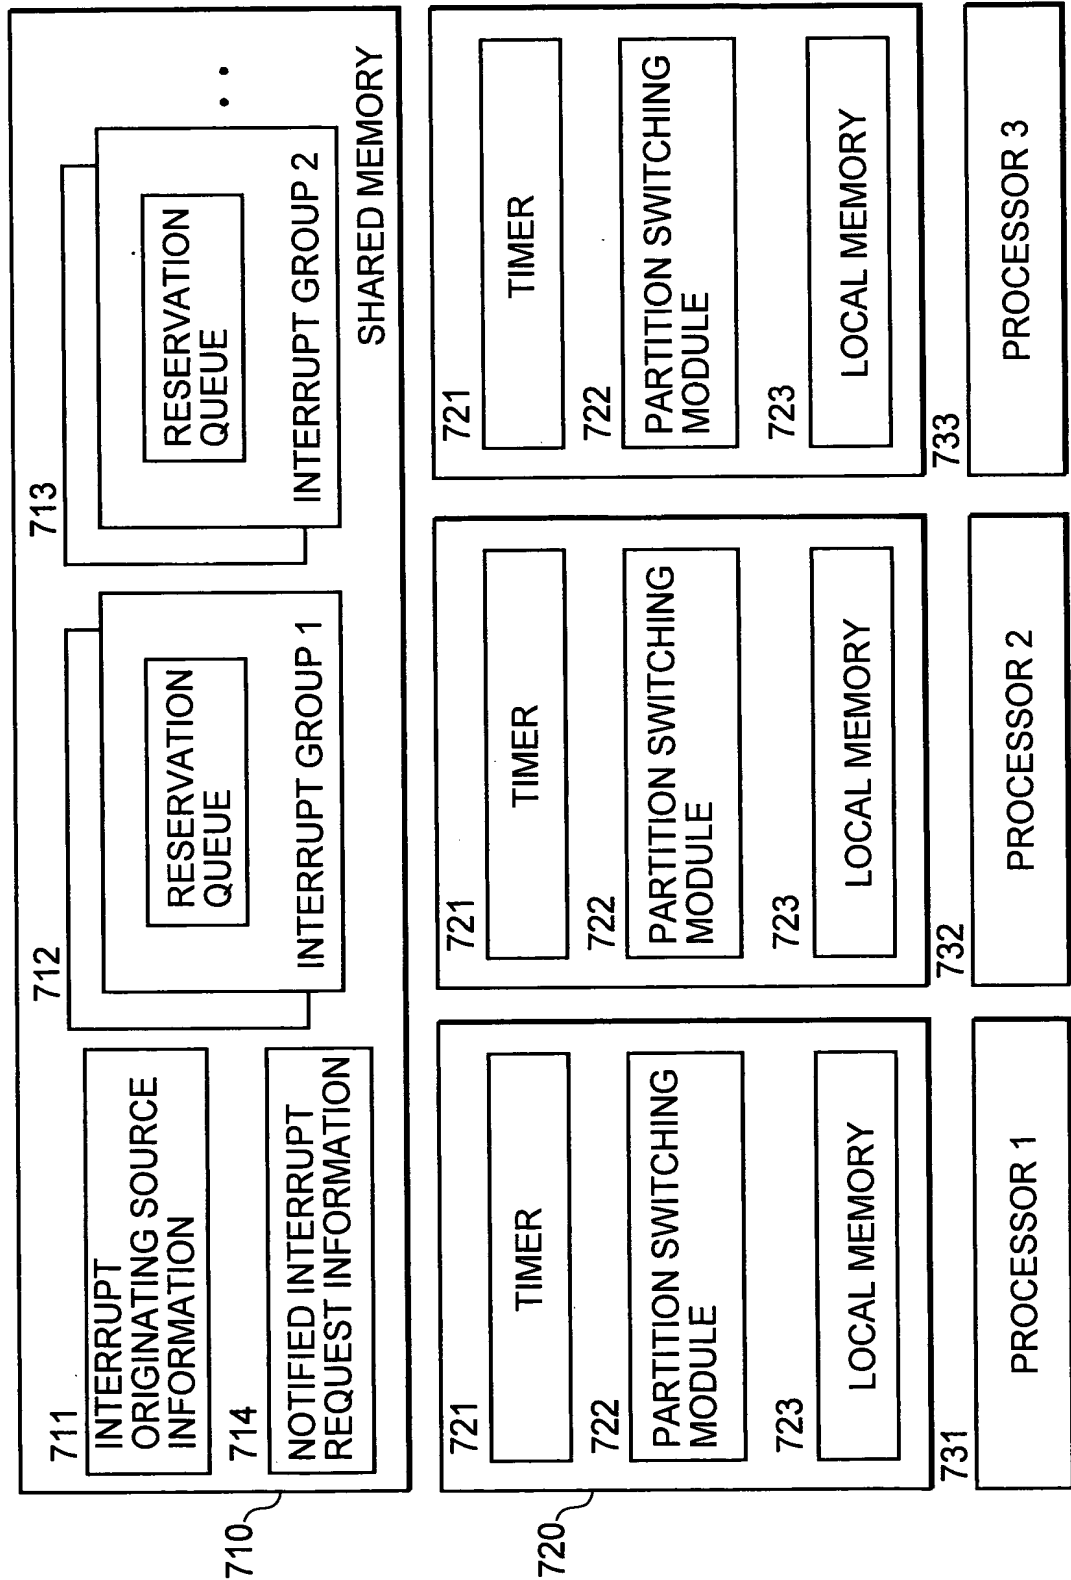 710
711
INTERRUPT
ORIGINATING SOURCE
INFORMATION
714
NOTIFIED INTERRUPT
REQUEST INFORMATION
712
RESERVATION
QUEUE
INTERRUPT GROUP 1
713
RESERVATION
QUEUE
INTERRUPT GROUP 2
SHARED MEMORY
720
721
TIMER
722
PARTITION SWITCHING
MODULE
723
LOCAL MEMORY
721
TIMER
722
PARTITION SWITCHING
MODULE
723
LOCAL MEMORY
721
TIMER
722
PARTITION SWITCHING
MODULE
723
LOCAL MEMORY
731
PROCESSOR 1
732
PROCESSOR 2
733
PROCESSOR 3